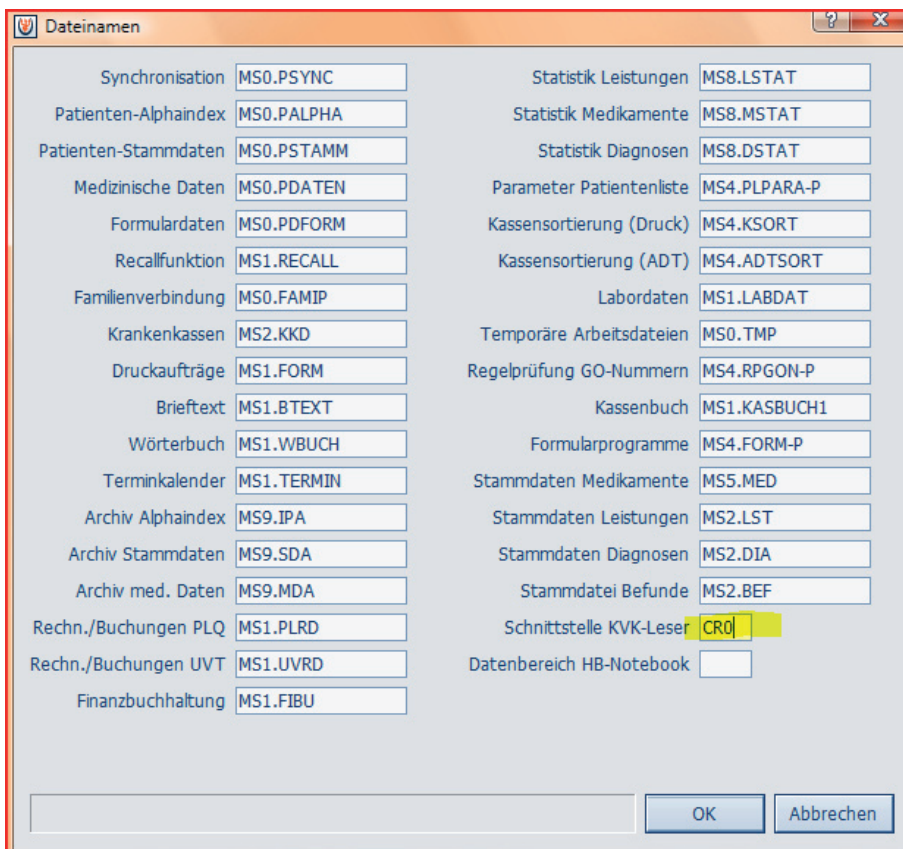 Dateinamen
Synchronisation MS0.PSYNC
Patienten-Alphaindex MS0.PALPHA
Patienten-Stammdaten MS0.PSTAMM
Medizinische Daten MS0.PDATEN
Formulardaten MS0.PDFORM
Recallfunktion MS1.RECALL
Familienverbindung MS0.FAMIP
Krankenkassen MS2.KKD
Druckaufträge MS1.FORM
Brieftext MS1.BTEXT
Wörterbuch MS1.WBUCH
Terminkalender MS1.TERMIN
Archiv Alphaindex MS9.IPA
Archiv Stammdaten MS9.SDA
Archiv med. Daten MS9.MDA
Rechn./Buchungen PLQ MS1.PLRD
Rechn./Buchungen UVT MS1.UVRD
Finanzbuchhaltung MS1.FIBU
Statistik Leistungen MS8.LSTAT
Statistik Medikamente MS8.MSTAT
Statistik Diagnosen MS8.DSTAT
Parameter Patientenliste MS4.PLPARA-P
Kassensortierung (Druck) MS4.KSORT
Kassensortierung (ADT) MS4.ADTSORT
Labordaten MS1.LABDAT
Temporäre Arbeitsdateien MS0.TMP
Regelprüfung GO-Nummern MS4.RPGON-P
Kassenbuch MS1.KASBUCH1
Formularprogramme MS4.FORM-P
Stammdaten Medikamente MS5.MED
Stammdaten Leistungen MS2.LST
Stammdaten Diagnosen MS2.DIA
Stammdatei Befunde MS2.BEF
Schnittstelle KVK-Leser CR0
Datenbereich HB-Notebook
OK Abbrechen